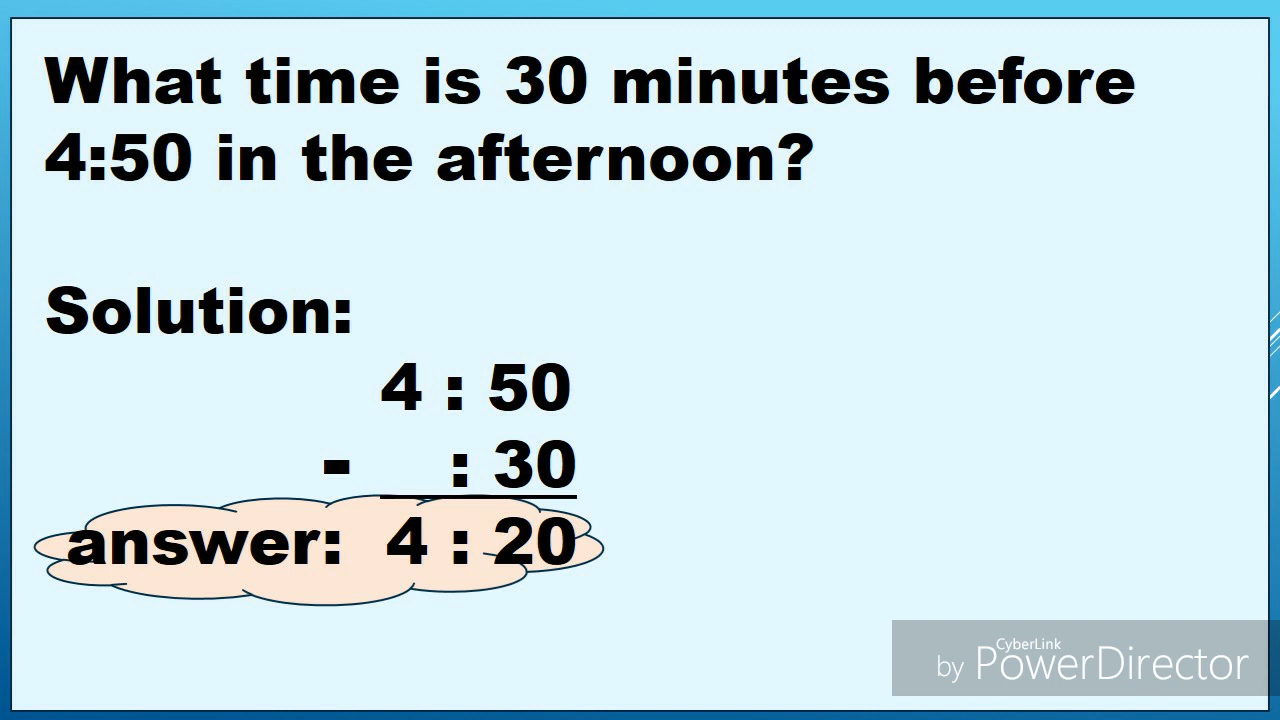 What time is 30 minutes before
4:50 in the afternoon?
Solution:
4 : 50
- : 30
answer: 4 : 20
CyberLink
by PowerDirector